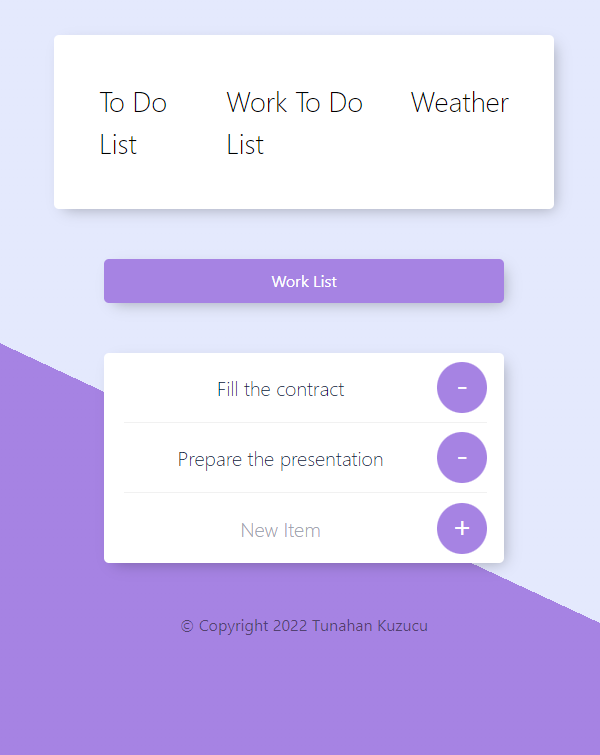 To Do
List
Work To Do
List
Weather
Work List
Fill the contract
-
Prepare the presentation
-
New Item
+
© Copyright 2022 Tunahan Kuzucu